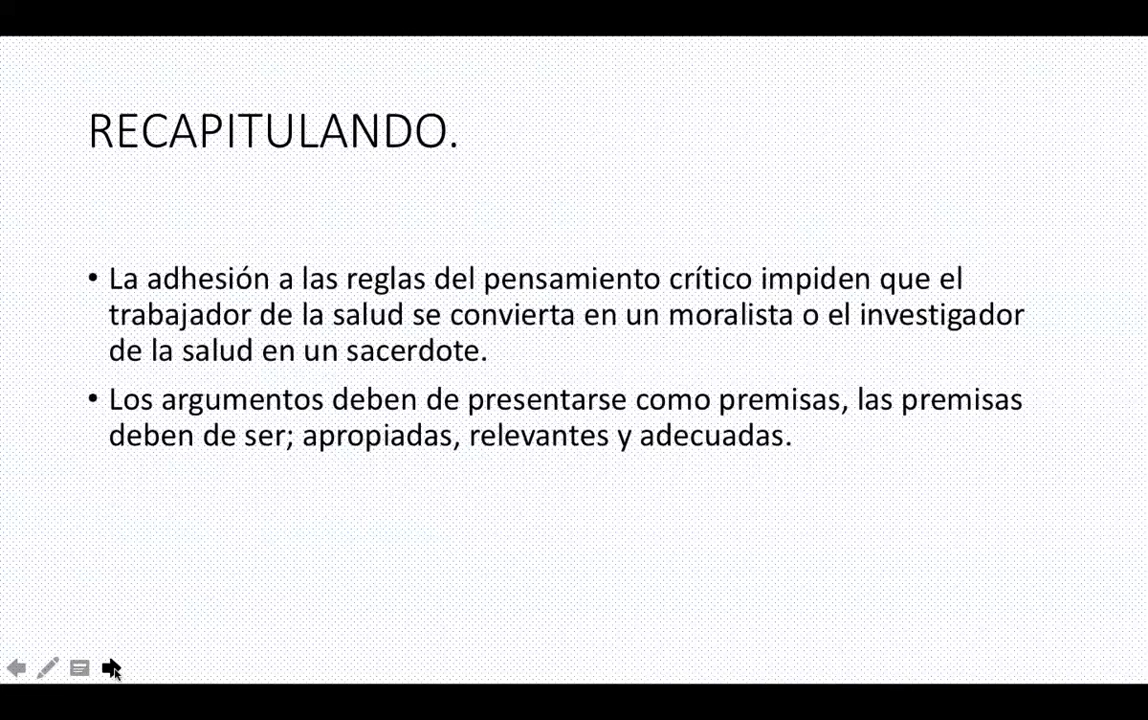 RECAPITULANDO.
• La adhesión a las reglas del pensamiento crítico impiden que el
trabajador de la salud se convierta en un moralista o el investigador
de la salud en un sacerdote.
• Los argumentos deben de presentarse como premisas, las premisas
deben de ser; apropiadas, relevantes y adecuadas.